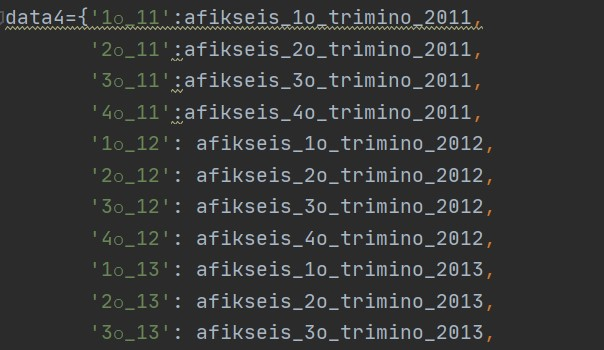 data4={'1o_11':afikseis_1o_trimino_2011,
'2o_11':afikseis_2o_trimino_2011,
'3o_11':afikseis_3o_trimino_2011,
'4o_11':afikseis_4o_trimino_2011,
'1o_12': afikseis_1o_trimino_2012,
'2o_12': afikseis_2o_trimino_2012,
'3o_12': afikseis_3o_trimino_2012,
'4o_12': afikseis_4o_trimino_2012,
'1o_13': afikseis_1o_trimino_2013,
'2o_13': afikseis_2o_trimino_2013,
'3o_13': afikseis_3o_trimino_2013,